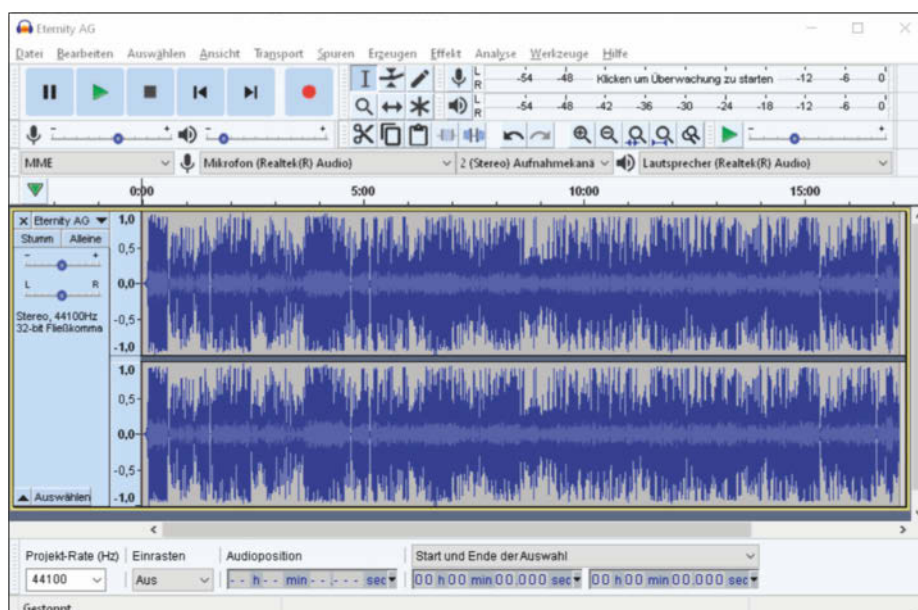 Eternity AG
Datei Bearbeiten Auswählen Ansicht Transport Spuren Erzeugen Effekt Analyse Werkzeuge Hilfe
L R -54 -48 Klicken um Überwachung zu starten -12 -6 0
L R -54 -48 -42 -36 -30 -24 -18 -12 -6 0
- + - +
MME Mikrofon (Realtek(R) Audio) 2 (Stereo) Aufnahmekana Lautsprecher (Realtek(R) Audio)
0:00 5:00 10:00 15:00
× Eternity AG 1,0
Stumm Alleine
0,5
- +
L R 0,0
Stereo, 44100Hz -0,5
32-bit Fließkomma
-1,0
1,0
0,5
0,0
-0,5
Auswählen -1,0
Projekt-Rate (Hz) Einrasten Audioposition Start und Ende der Auswahl
44100 Aus - - h - - min - - . - - - sec 00 h 00 min 00.000 sec 00 h 00 min 00.000 sec
Gestoppt